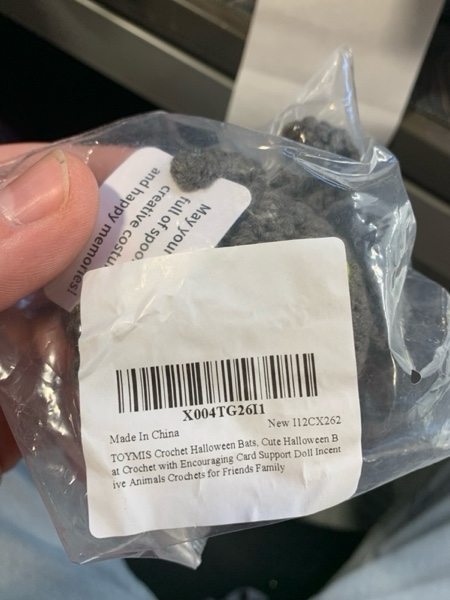 May your
full of spoo
creative costu
and happy memories!
X004TG26I1
Made In China
New I12CX262
TOYMIS Crochet Halloween Bats, Cute Halloween B
at Crochet with Encouraging Card Support Doll Incent
ive Animals Crochets for Friends Family